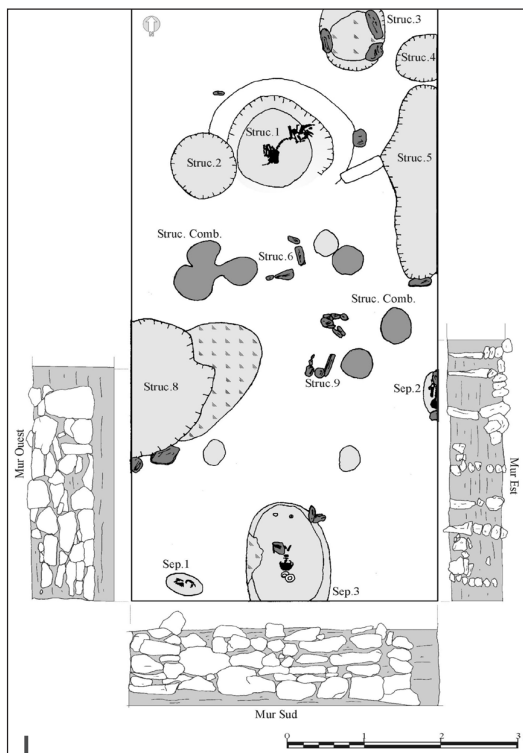 Struc.3
Struc.4
Struc.1
Struc.2
Struc.5
Struc. Comb.
Struc.6
Struc. Comb.
Struc.8
Struc.9
Sep.2
Mur Ouest
Mur Est
Sep.1
Sep.3
Mur Sud
0 1 2 3